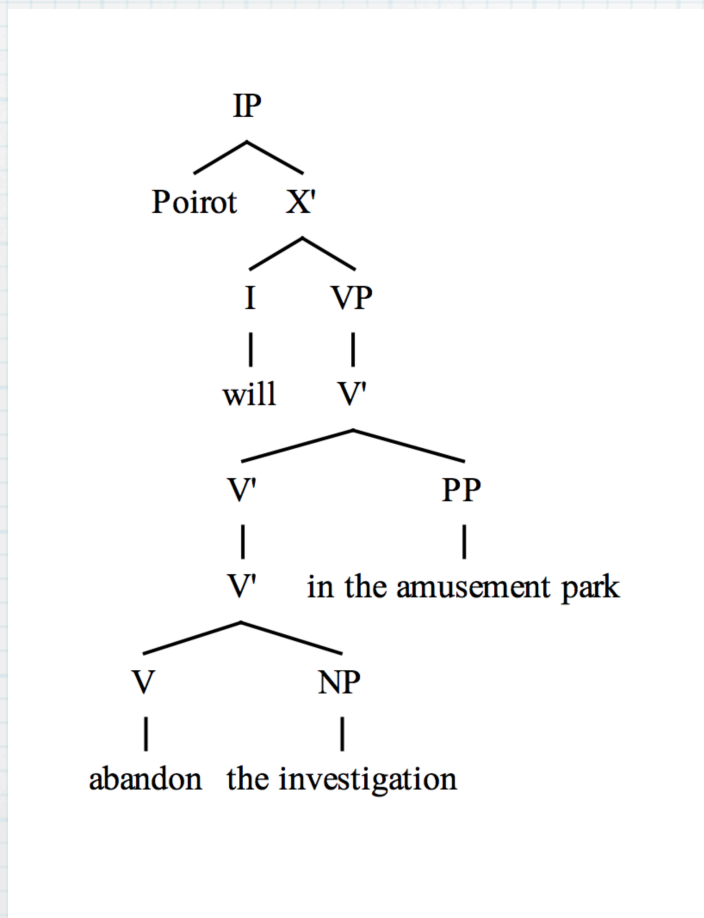 IP
Poirot X'
I VP
will V'
V' PP
V' in the amusement park
V NP
abandon the investigation